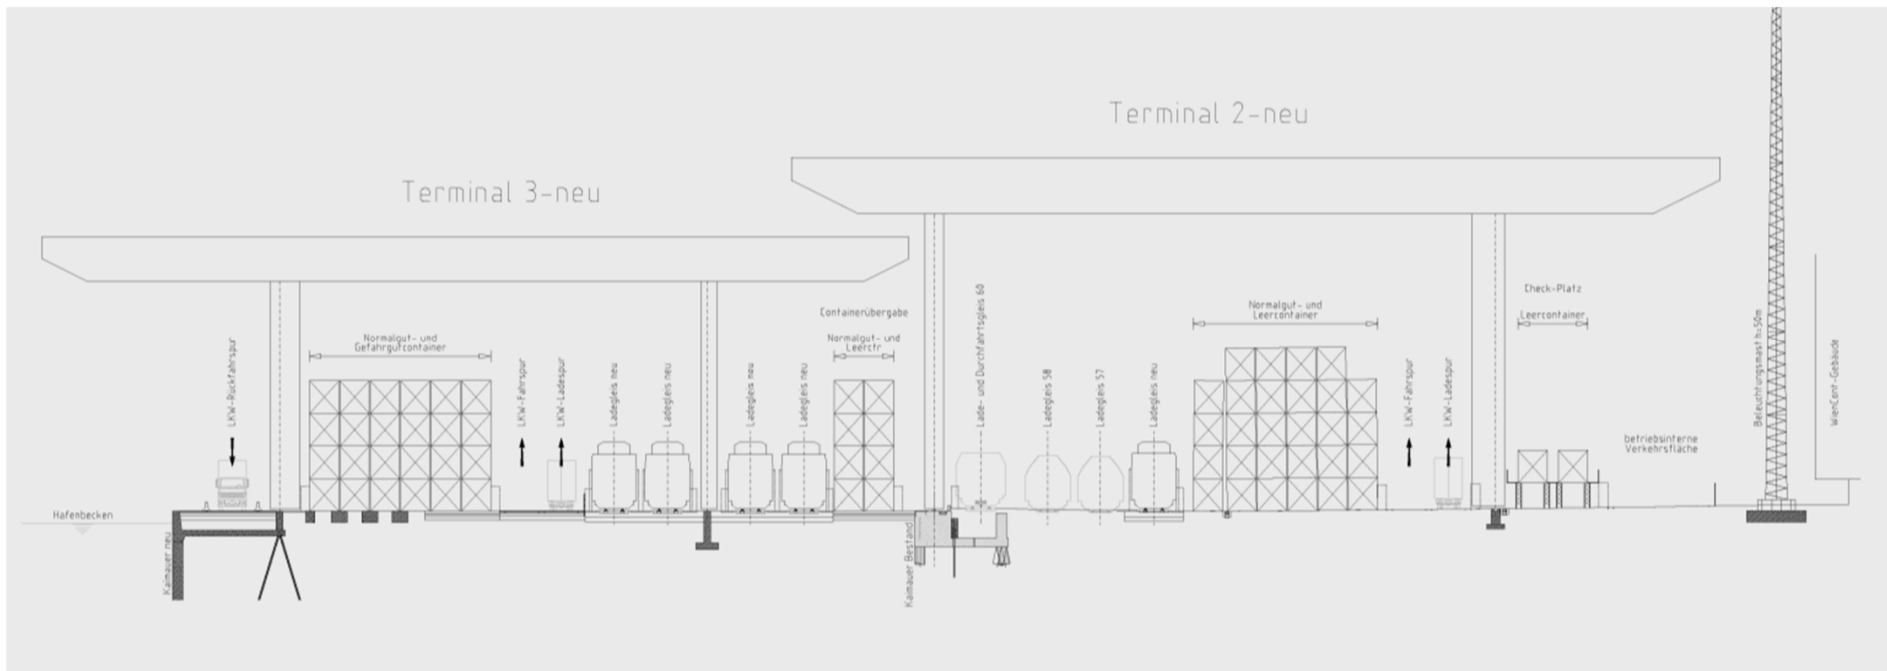 Terminal 2-neu
Terminal 3-neu
Hafenbecken
Kaimauer neu
LKW-Rückfahrspur
Normalgut- und
Gefahrgutcontainer
LKW-Fahrspur
LKW-Ladespur
Ladegleis neu
Ladegleis neu
Ladegleis neu
Ladegleis neu
Containerübergabe
Normalgut- und
Leerctr
Kaimauer Bestand
Lade- und Durchfahrtsgleis 60
Ladegleis 58
Ladegleis 57
Ladegleis neu
Normalgut- und
Leercontainer
LKW-Fahrspur
LKW-Ladespur
Check-Platz
Leercontainer
betriebsinterne
Verkehrsfläche
Beleuchtungsmast h=50m
WienCont-Gebäude